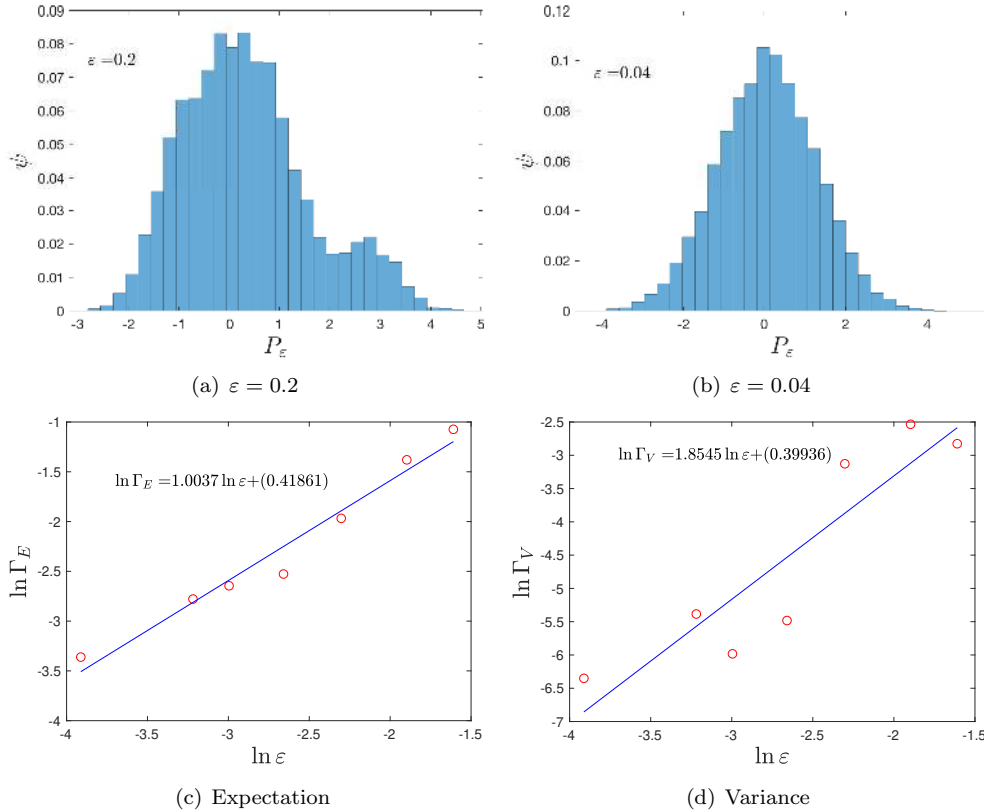 0.09
0.08
0.07
0.06
0.05
0.04
0.03
0.02
0.01
0
ε=0.2
ψ
-3 -2 -1 0 1 2 3 4 5
P_ε
(a) ε = 0.2
0.12
0.1
0.08
0.06
0.04
0.02
0
ε=0.04
ψ
-4 -2 0 2 4
P_ε
(b) ε = 0.04
-1
-1.5
-2
-2.5
-3
-3.5
-4
ln Γ_E=1.0037 ln ε+(0.41861)
ln Γ_E
-4 -3.5 -3 -2.5 -2 -1.5
ln ε
(c) Expectation
-2.5
-3
-3.5
-4
-4.5
-5
-5.5
-6
-6.5
-7
ln Γ_V=1.8545 ln ε+(0.39936)
ln Γ_V
-4 -3.5 -3 -2.5 -2 -1.5
ln ε
(d) Variance